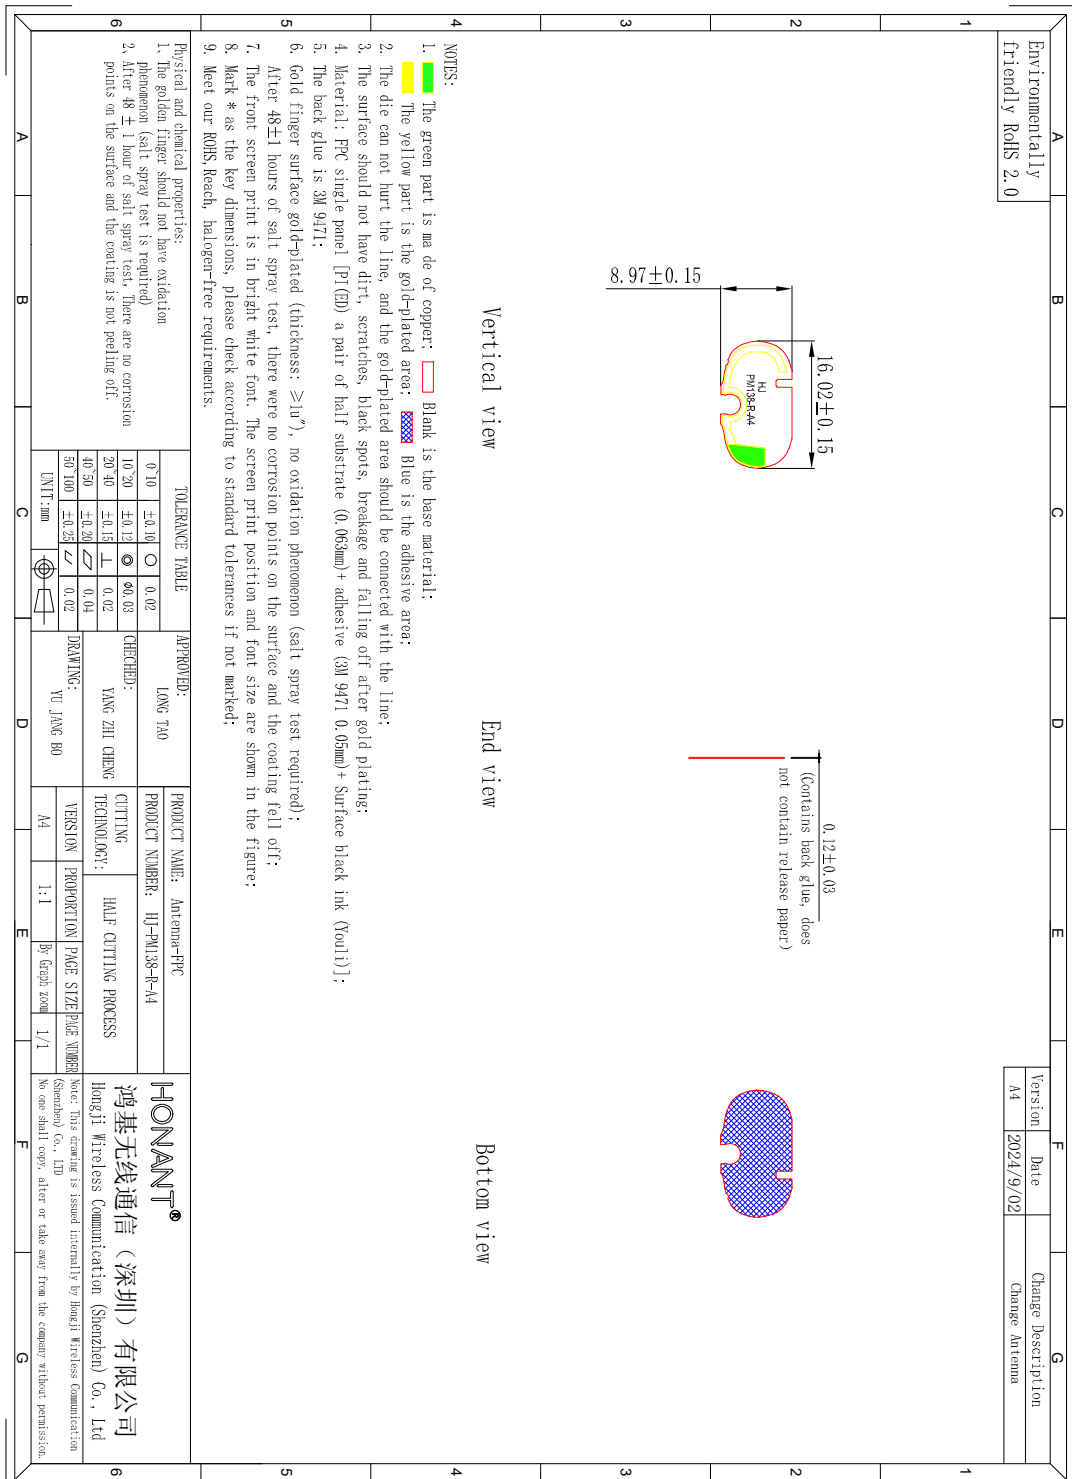 Environmentally
friendly RoHS 2.0
Version Date Change Description
A4 2024/9/02 Change Antenna
16.02±0.15
8.97±0.15
HJ
PM138-R-A4
0.12±0.03
(Contains back glue, does
not contain release paper)
Vertical view
End view
Bottom view
NOTES:
1. The green part is ma de of copper; Blank is the base material;
The yellow part is the gold-plated area; Blue is the adhesive area;
2. The die can not hurt the line, and the gold-plated area should be connected with the line;
3. The surface should not have dirt, scratches, black spots, breakage and falling off after gold plating;
4. Material: FPC single panel [PI(ED) a pair of half substrate (0.063mm)+ adhesive (3M 9471 0.05mm)+ Surface black ink (Youli)];
5. The back glue is 3M 9471;
6. Gold finger surface gold-plated (thickness: >1u″), no oxidation phenomenon (salt spray test required);
After 48±1 hours of salt spray test, there were no corrosion points on the surface and the coating fell off;
7. The front screen print is in bright white font. The screen print position and font size are shown in the figure;
8. Mark * as the key dimensions, please check according to standard tolerances if not marked;
9. Meet our ROHS,Reach, halogen-free requirements.
Physical and chemical properties:
1. The golden finger should not have oxidation
phenomenon (salt spray test is required)
2、After 48 ± 1 hour of salt spray test, There are no corrosion
points on the surface and the coating is not peeling off.
TOLERANCE TABLE
0~10 ±0.10 ○ 0.02
10~20 ±0.12 ◎ Ø0.03
20~40 ±0.15 ⊥ 0.02
40~50 ±0.20 ▱ 0.04
50~100 ±0.25 // 0.02
UNIT:mm
APPROVED:
LONG TAO
CHECHED:
YANG ZHI CHENG
DRAWING:
YU JANG BO
PRODUCT NAME: Antenna-FPC
PRODUCT NUMBER: HJ-PM138-R-A4
CUTTING
TECHNOLOGY:
HALF CUTTING PROCESS
VERSION PROPORTION PAGE SIZE PAGE NUMBER
A4 1:1 By Graph zoom 1/1
HONANT®
鸿基无线通信（深圳）有限公司
Hongji Wireless Communication (Shenzhen) Co., Ltd
Note: This drawing is issued internally by Hongji Wireless Communication
(Shenzhen) Co., LTD
No one shall copy, alter or take away from the company without permission.
A B C D E F G
A B C D E F G
1 2 3 4 5 6
1 2 3 4 5 6